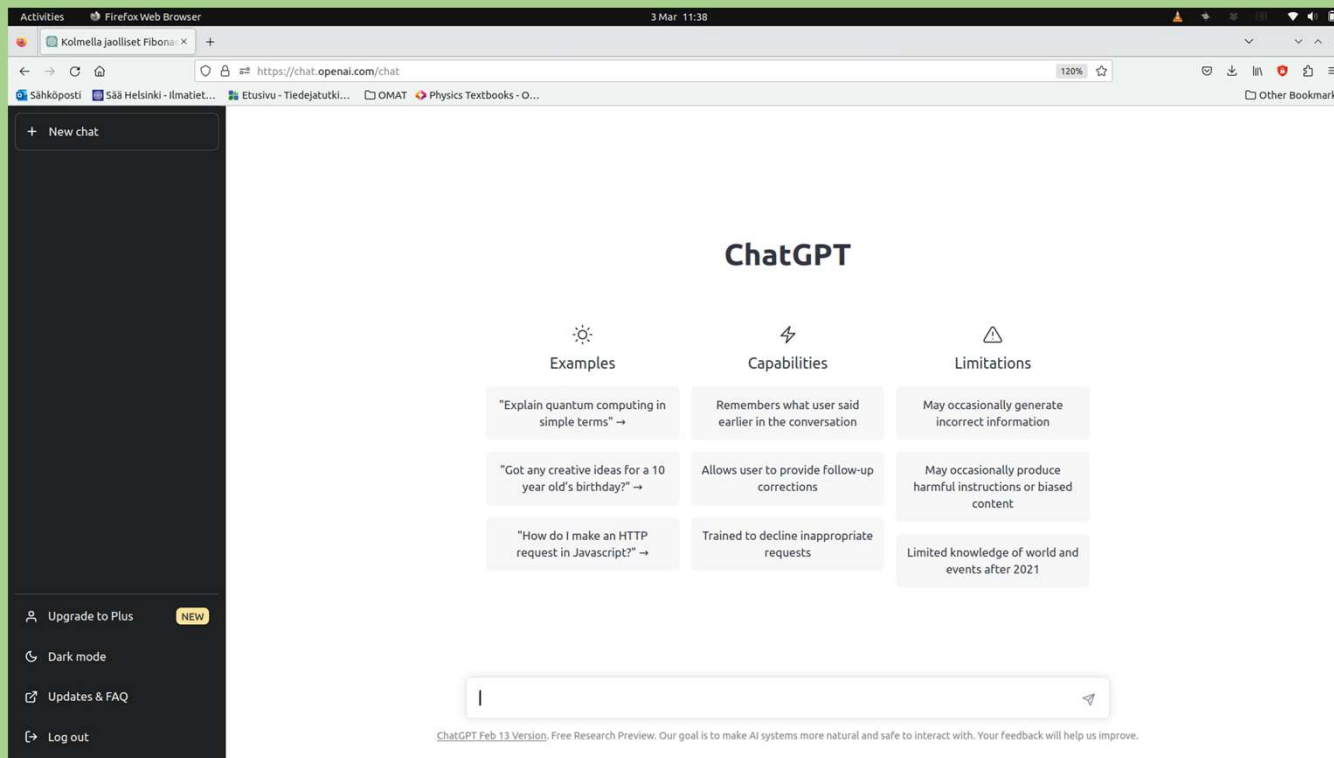 Activities Firefox Web Browser 3 Mar 11:38
Kolmella jaolliset Fibonac
https://chat.openai.com/chat 120%
Sähköposti Sää Helsinki - Ilmatiet... Etusivu - Tiedejatutki... OMAT Physics Textbooks - O... Other Bookmark
+ New chat
ChatGPT
Examples
"Explain quantum computing in
simple terms" →
"Got any creative ideas for a 10
year old's birthday?" →
"How do I make an HTTP
request in Javascript?" →
Capabilities
Remembers what user said
earlier in the conversation
Allows user to provide follow-up
corrections
Trained to decline inappropriate
requests
Limitations
May occasionally generate
incorrect information
May occasionally produce
harmful instructions or biased
content
Limited knowledge of world and
events after 2021
Upgrade to Plus NEW
Dark mode
Updates & FAQ
Log out
ChatGPT Feb 13 Version. Free Research Preview. Our goal is to make AI systems more natural and safe to interact with. Your feedback will help us improve.